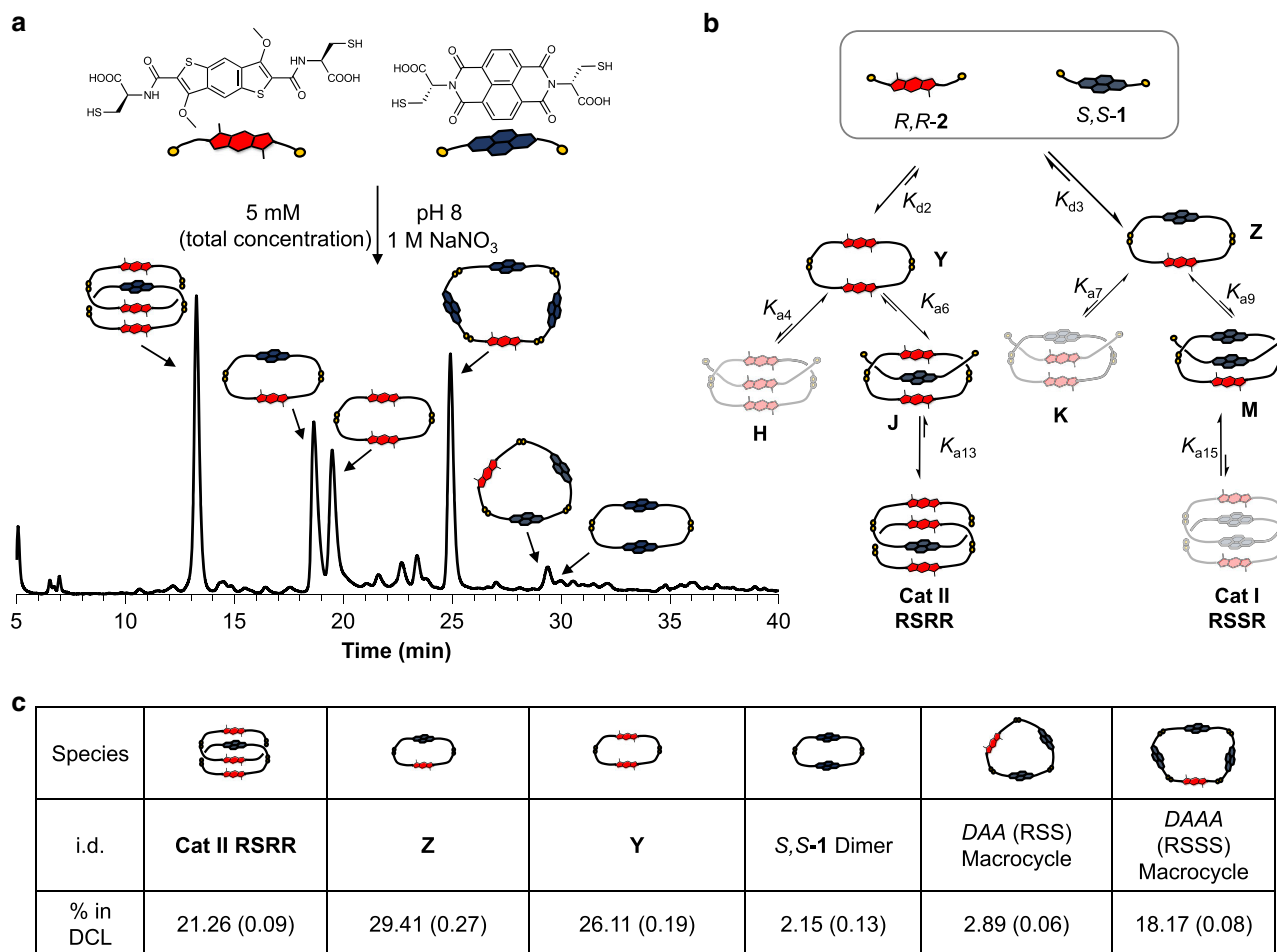 a
SH
HOOC
O
S
O
HN
NH
O
S
O
COOH
HS
O
O
SH
HOOC
N
N
HS
O
O
COOH
5 mM
(total concentration)
pH 8
1 M NaNO3
5 10 15 20 25 30 35 40
Time (min)
b
R,R-2
S,S-1
Kd2
Kd3
Y
Z
Ka4
Ka6
Ka7
Ka9
H
J
K
M
Ka13
Ka15
Cat II
RSRR
Cat I
RSSR
c
Species
i.d. Cat II RSRR Z Y S,S-1 Dimer DAA (RSS) Macrocycle DAAA (RSSS) Macrocycle
% in DCL 21.26 (0.09) 29.41 (0.27) 26.11 (0.19) 2.15 (0.13) 2.89 (0.06) 18.17 (0.08)